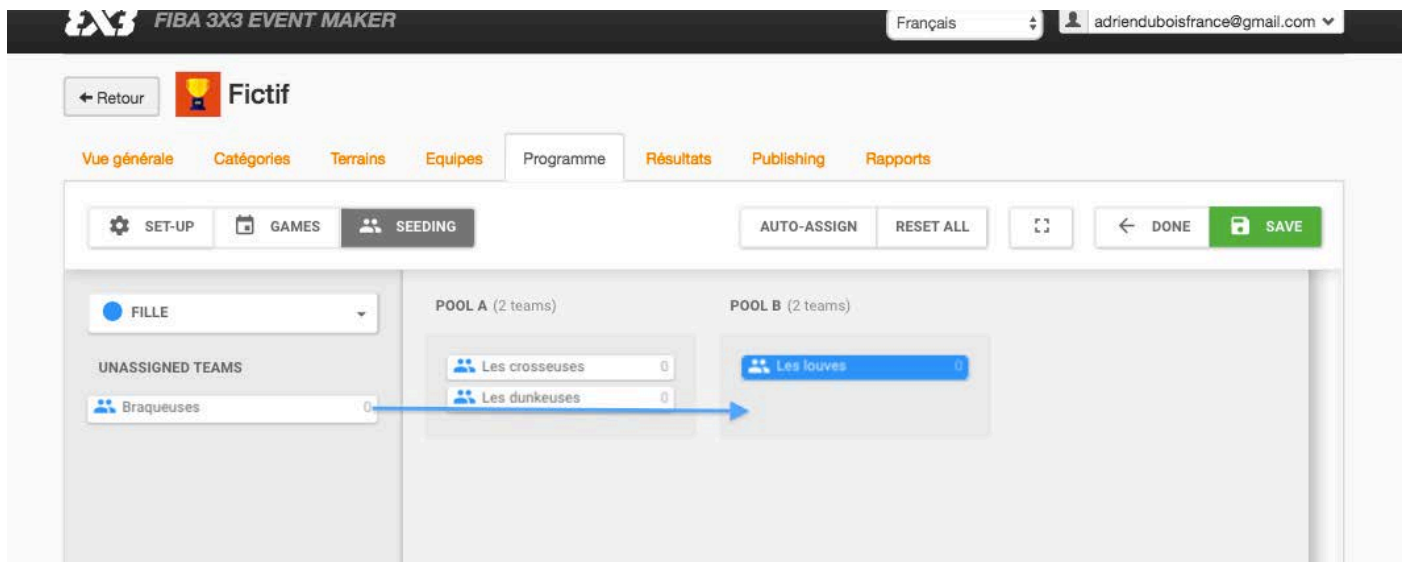 3X3 FIBA 3X3 EVENT MAKER Français adrienduboisfrance@gmail.com
Retour Fictif
Vue générale Catégories Terrains Equipes Programme Résultats Publishing Rapports
SET-UP GAMES SEEDING AUTO-ASSIGN RESET ALL DONE SAVE
FILLE
UNASSIGNED TEAMS
Braqueuses 0
POOL A (2 teams)
Les crosseuses 0
Les dunkeuses 0
POOL B (2 teams)
Les louves 0